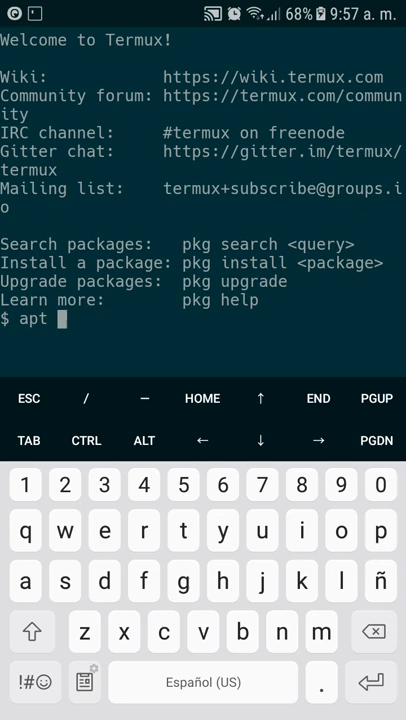 68% 9:57 a. m.
Welcome to Termux!
Wiki: https://wiki.termux.com
Community forum: https://termux.com/commun
ity
IRC channel: #termux on freenode
Gitter chat: https://gitter.im/termux/
termux
Mailing list: termux+subscribe@groups.i
o
Search packages: pkg search <query>
Install a package: pkg install <package>
Upgrade packages: pkg upgrade
Learn more: pkg help
$ apt
ESC / — HOME ↑ END PGUP
TAB CTRL ALT ← ↓ → PGDN
1 2 3 4 5 6 7 8 9 0
q w e r t y u i o p
a s d f g h j k l ñ
z x c v b n m
!#☺ Español (US) .